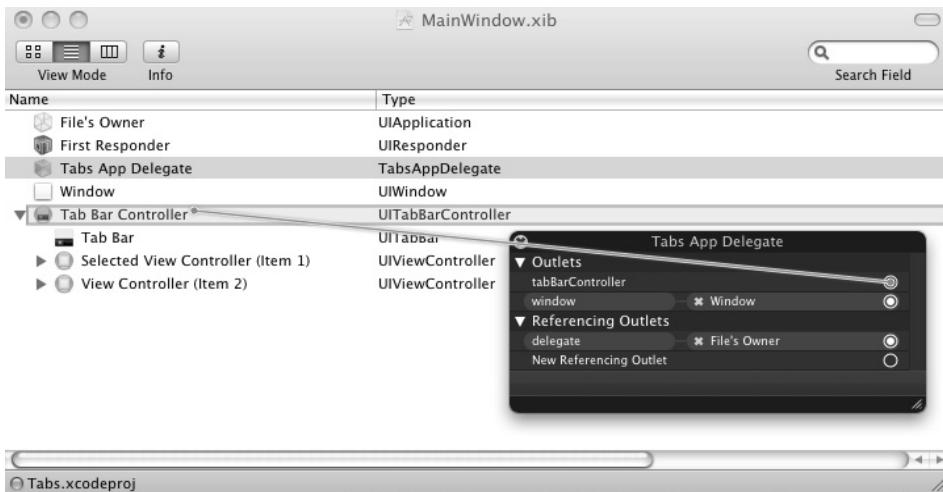 MainWindow.xib
View Mode Info Search Field
Name Type
File's Owner UIApplication
First Responder UIResponder
Tabs App Delegate TabsAppDelegate
Window UIWindow
Tab Bar Controller UITabBarController
Tab Bar UITabBar
Selected View Controller (Item 1) UIViewController
View Controller (Item 2) UIViewController
Tabs App Delegate
Outlets
tabBarController
window Window
Referencing Outlets
delegate File's Owner
New Referencing Outlet
Tabs.xcodeproj